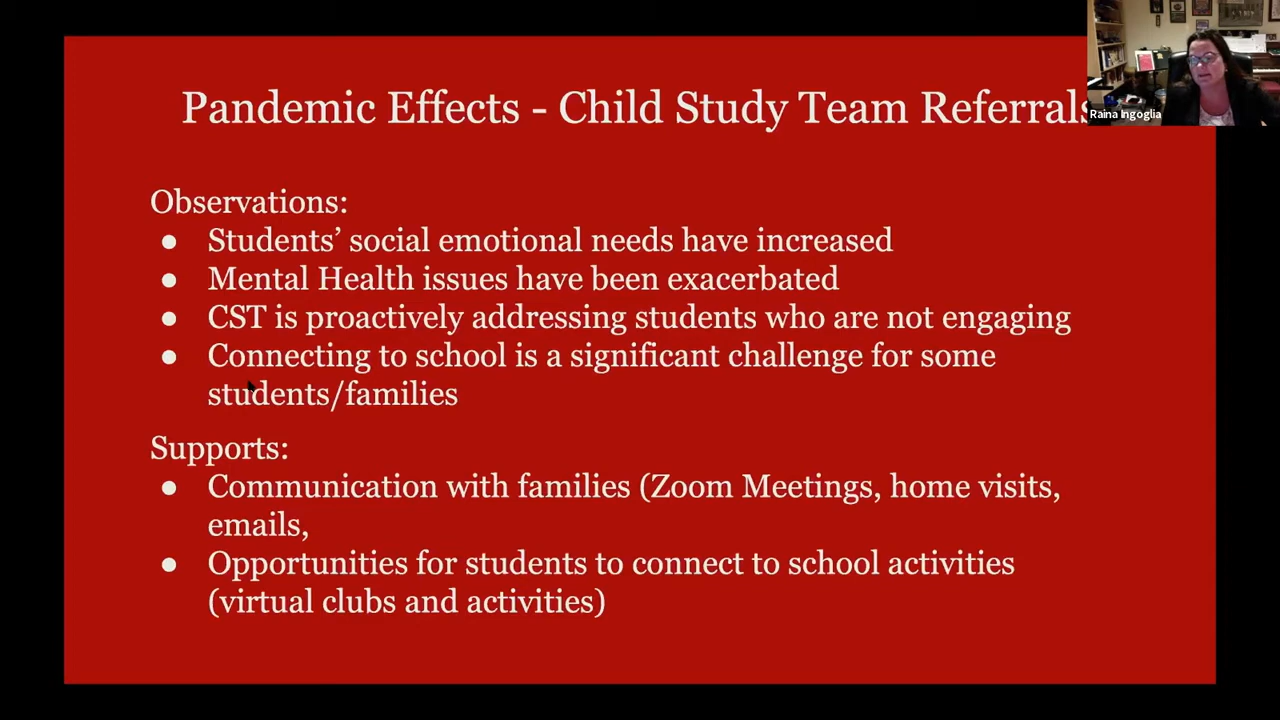 Pandemic Effects - Child Study Team Referrals
Raina Ingoglia
Observations:
● Students’ social emotional needs have increased
● Mental Health issues have been exacerbated
● CST is proactively addressing students who are not engaging
● Connecting to school is a significant challenge for some
students/families
Supports:
● Communication with families (Zoom Meetings, home visits,
emails,
● Opportunities for students to connect to school activities
(virtual clubs and activities)